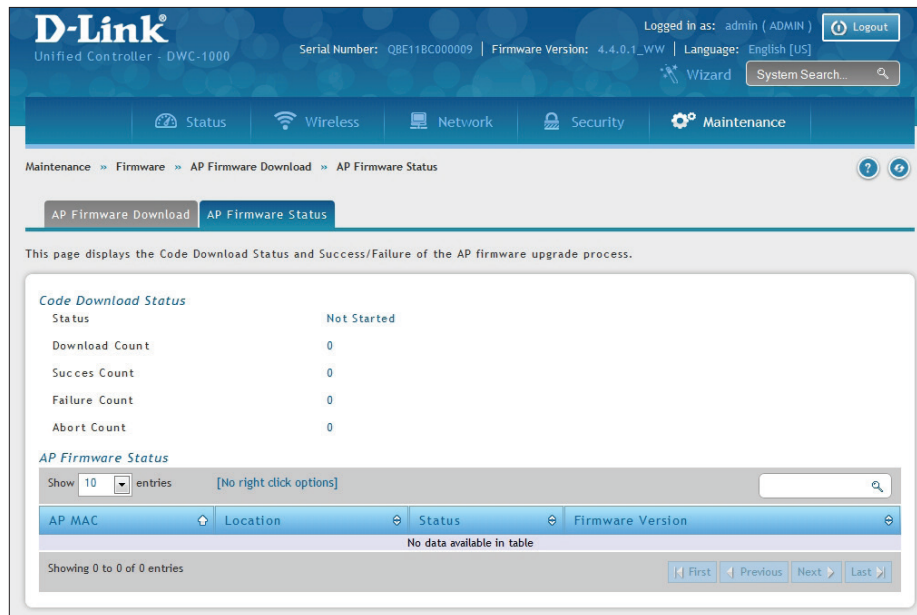 D-Link®
Unified Controller - DWC-1000
Logged in as: admin ( ADMIN ) Logout
Serial Number: QBE11BC000009 | Firmware Version: 4.4.0.1_WW | Language: English [US]
Wizard System Search...
Status Wireless Network Security Maintenance
Maintenance » Firmware » AP Firmware Download » AP Firmware Status ?
AP Firmware Download AP Firmware Status
This page displays the Code Download Status and Success/Failure of the AP firmware upgrade process.
Code Download Status
Status Not Started
Download Count 0
Succes Count 0
Failure Count 0
Abort Count 0
AP Firmware Status
Show 10 entries [No right click options]
AP MAC Location Status Firmware Version
No data available in table
Showing 0 to 0 of 0 entries First Previous Next Last